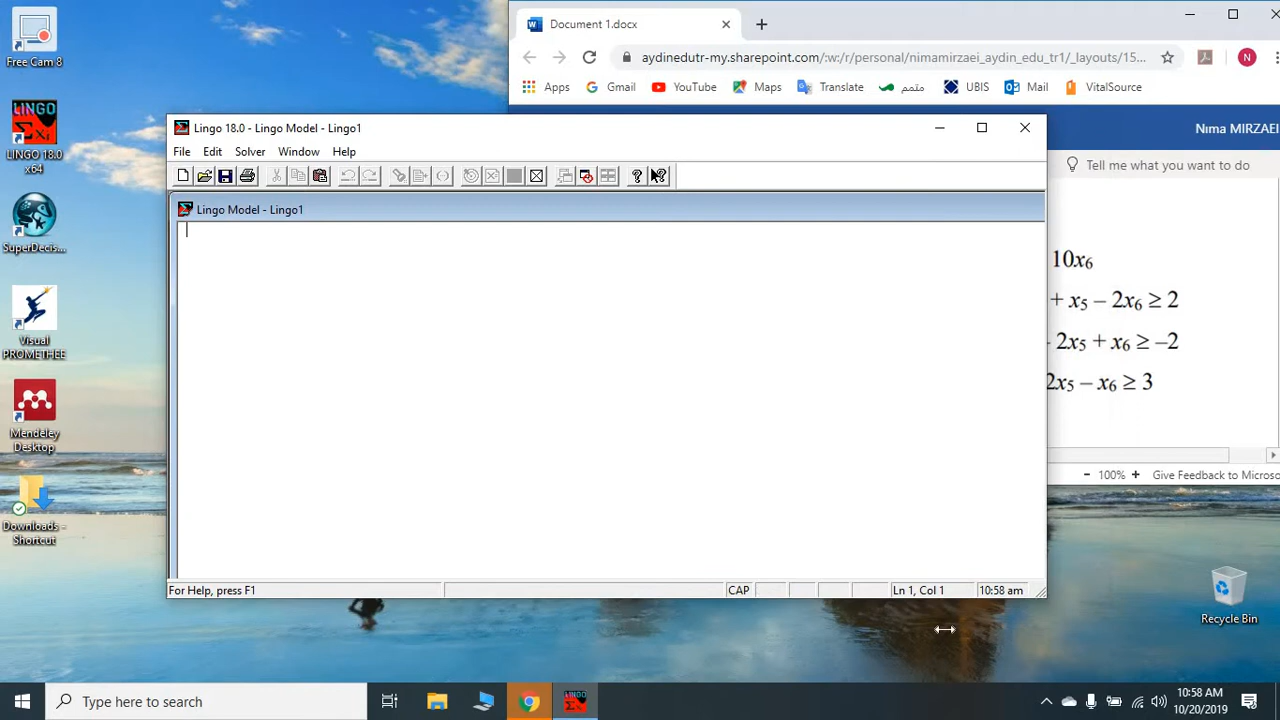 Free Cam 8
LINGO 18.0
x64
SuperDecis...
Visual
PROMETHEE
Mendeley
Desktop
Downloads -
Shortcut
Document 1.docx
aydinedutr-my.sharepoint.com/:w:/r/personal/nimamirzaei_aydin_edu_tr1/_layouts/15...
N
Apps
Gmail
YouTube
Maps
Translate
متمم
UBIS
Mail
VitalSource
Nima MIRZAEI
Tell me what you want to do
10x₆
+ x₅ − 2x₆ ≥ 2
2x₅ + x₆ ≥ −2
2x₅ − x₆ ≥ 3
100%
Give Feedback to Microso
Lingo 18.0 - Lingo Model - Lingo1
File Edit Solver Window Help
Lingo Model - Lingo1
For Help, press F1
CAP
Ln 1, Col 1
10:58 am
Recycle Bin
Type here to search
LINGO
10:58 AM
10/20/2019